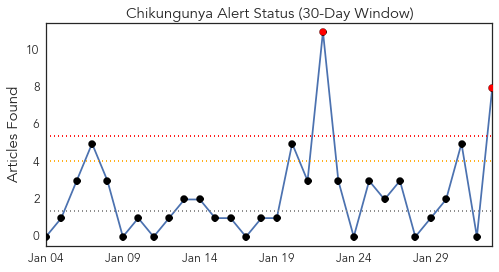 Chikungunya Alert Status (30-Day Window)
Articles Found
10
8
6
4
2
0
Jan 04 Jan 09 Jan 14 Jan 19 Jan 24 Jan 29